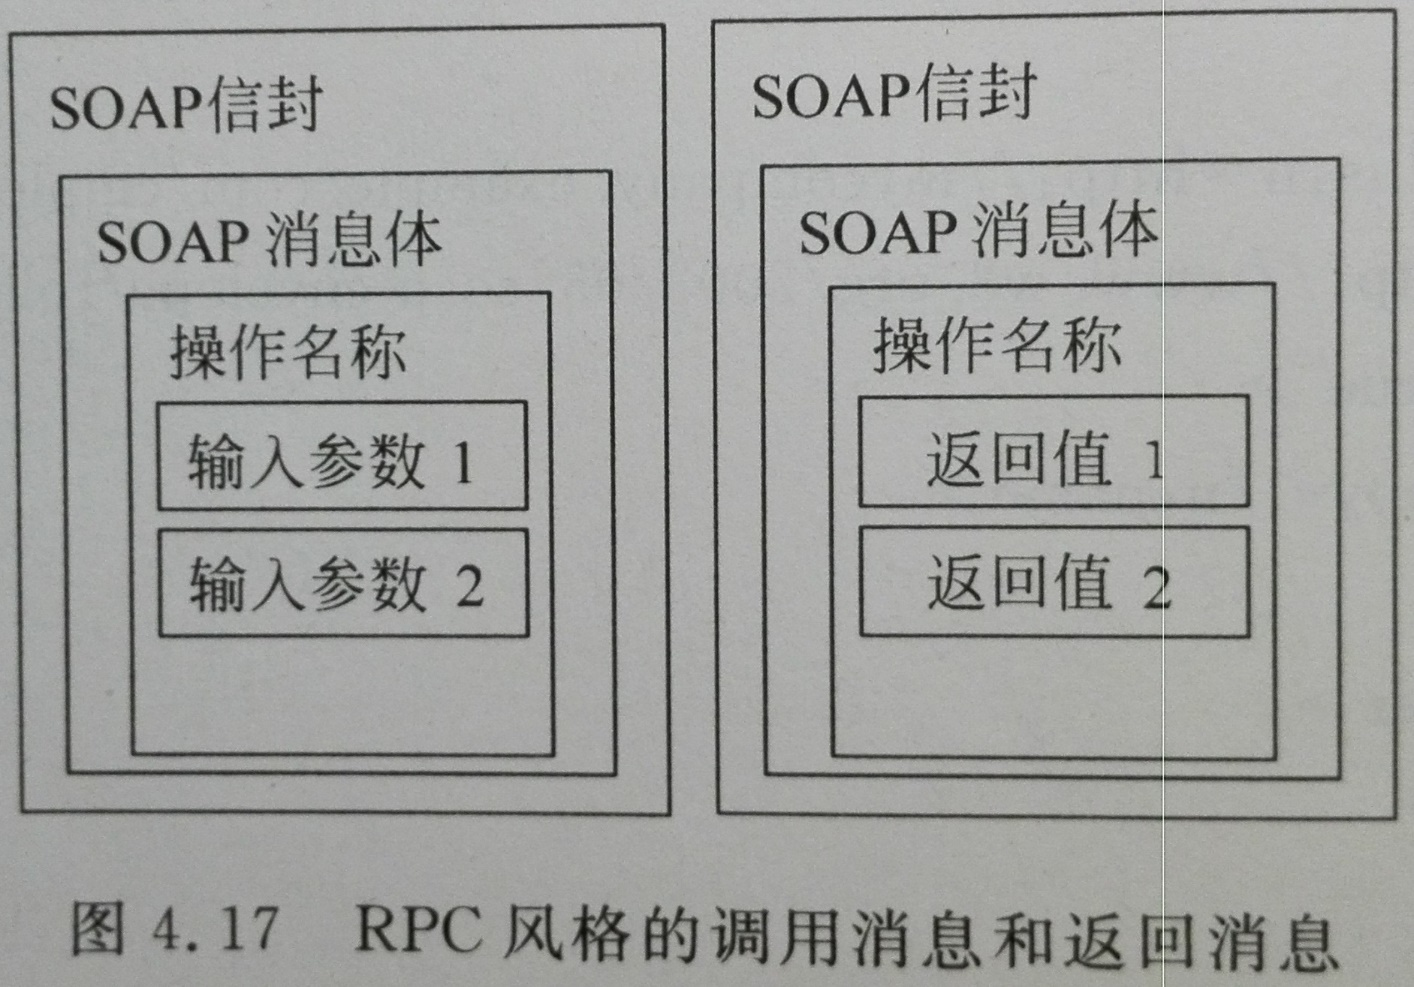 SOAP信封
SOAP 消息体
操作名称
输入参数 1
输入参数 2
SOAP信封
SOAP 消息体
操作名称
返回值 1
返回值 2
图 4.17 RPC 风格的调用消息和返回消息